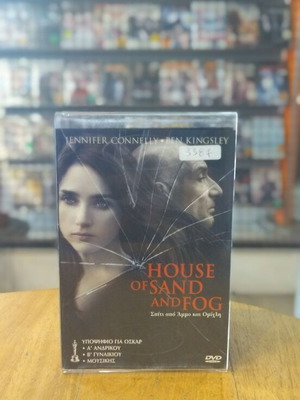 JENNIFER CONNELLY BEN KINGSLEY
HOUSE
OF SAND
AND FOG
Σπίτι από Άμμο και Ομίχλη
ΥΠΟΨΗΦΙΟ ΓΙΑ ΟΣΚΑΡ
• Α' ΑΝΔΡΙΚΟΥ
• Β' ΓΥΝΑΙΚΙΟΥ
• ΜΟΥΣΙΚΗΣ
DVD